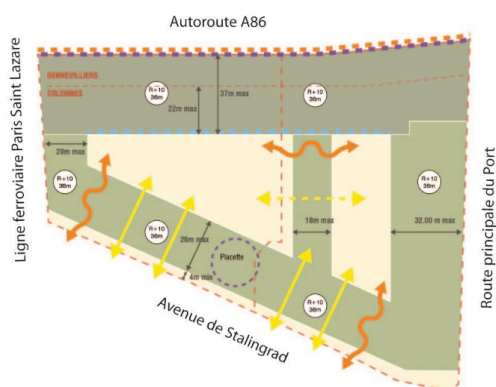 Autoroute A86
GENNEVILLIERS
COLOMBES
R+10
36m
37m max
R+10
36m
22m max
20m max
R+10
36m
R+10
36m
Ligne ferroviaire Paris Saint Lazare
18m max
32.00 m max
Route principale du Port
R+10
36m
26m max
Placette
4m min
R+10
36m
Avenue de Stalingrad